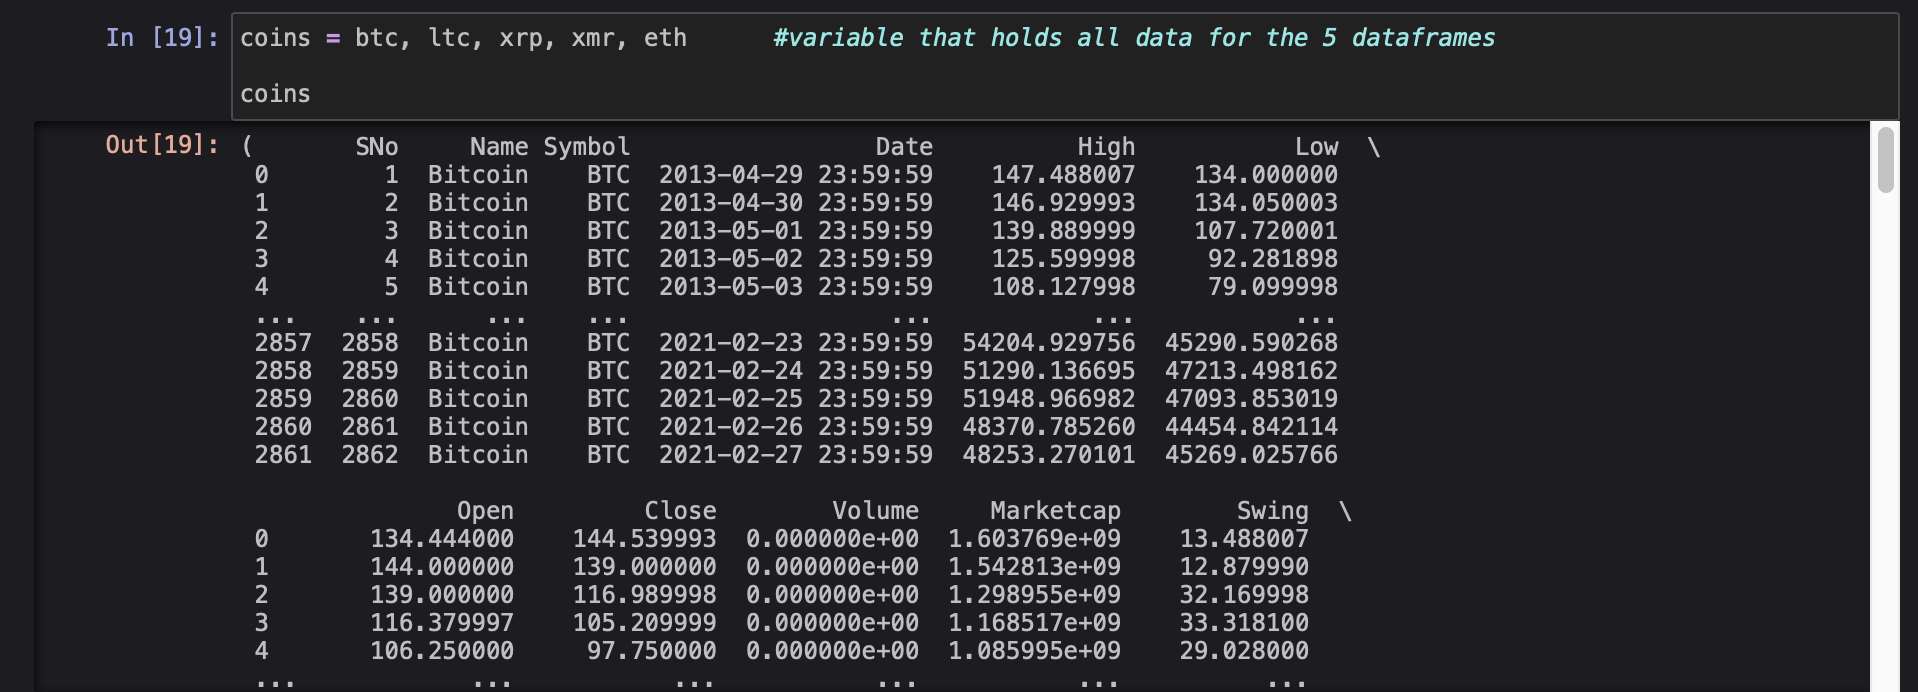 In [19]: coins = btc, ltc, xrp, xmr, eth      #variable that holds all data for the 5 dataframes
coins
Out[19]: (       SNo     Name Symbol                 Date          High           Low  \
0        1  Bitcoin    BTC  2013-04-29 23:59:59    147.488007    134.000000
1        2  Bitcoin    BTC  2013-04-30 23:59:59    146.929993    134.050003
2        3  Bitcoin    BTC  2013-05-01 23:59:59    139.889999    107.720001
3        4  Bitcoin    BTC  2013-05-02 23:59:59    125.599998     92.281898
4        5  Bitcoin    BTC  2013-05-03 23:59:59    108.127998     79.099998
...    ...      ...    ...                  ...           ...           ...
2857  2858  Bitcoin    BTC  2021-02-23 23:59:59  54204.929756  45290.590268
2858  2859  Bitcoin    BTC  2021-02-24 23:59:59  51290.136695  47213.498162
2859  2860  Bitcoin    BTC  2021-02-25 23:59:59  51948.966982  47093.853019
2860  2861  Bitcoin    BTC  2021-02-26 23:59:59  48370.785260  44454.842114
2861  2862  Bitcoin    BTC  2021-02-27 23:59:59  48253.270101  45269.025766
Open         Close        Volume     Marketcap        Swing  \
0        134.444000    144.539993  0.000000e+00  1.603769e+09    13.488007
1        144.000000    139.000000  0.000000e+00  1.542813e+09    12.879990
2        139.000000    116.989998  0.000000e+00  1.298955e+09    32.169998
3        116.379997    105.209999  0.000000e+00  1.168517e+09    33.318100
4        106.250000     97.750000  0.000000e+00  1.085995e+09    29.028000
...             ...           ...           ...           ...          ...